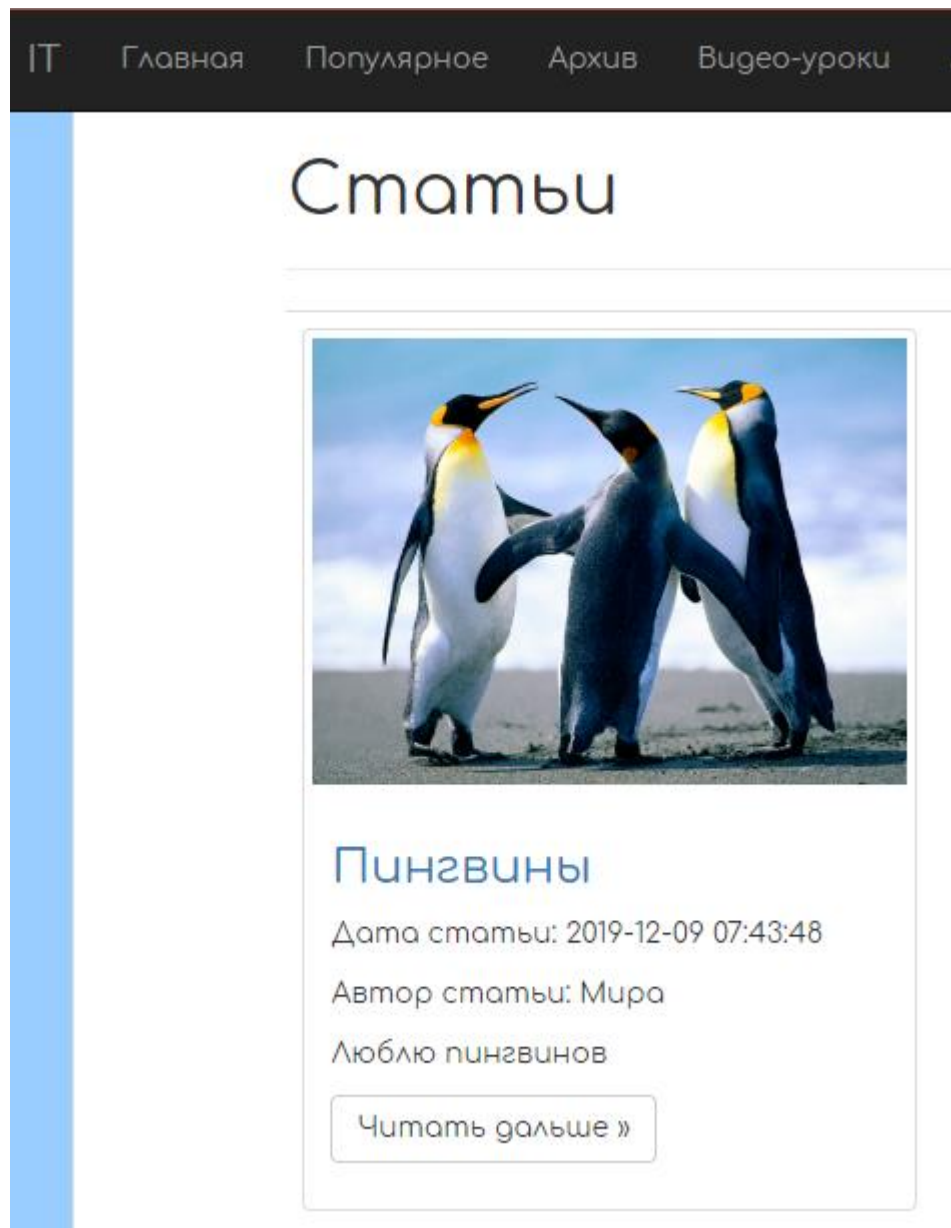 IT Главная Популярное Архив Видео-уроки
Статьи
Пингвины
Дата статьи: 2019-12-09 07:43:48
Автор статьи: Мира
Люблю пингвинов
Читать дальше »